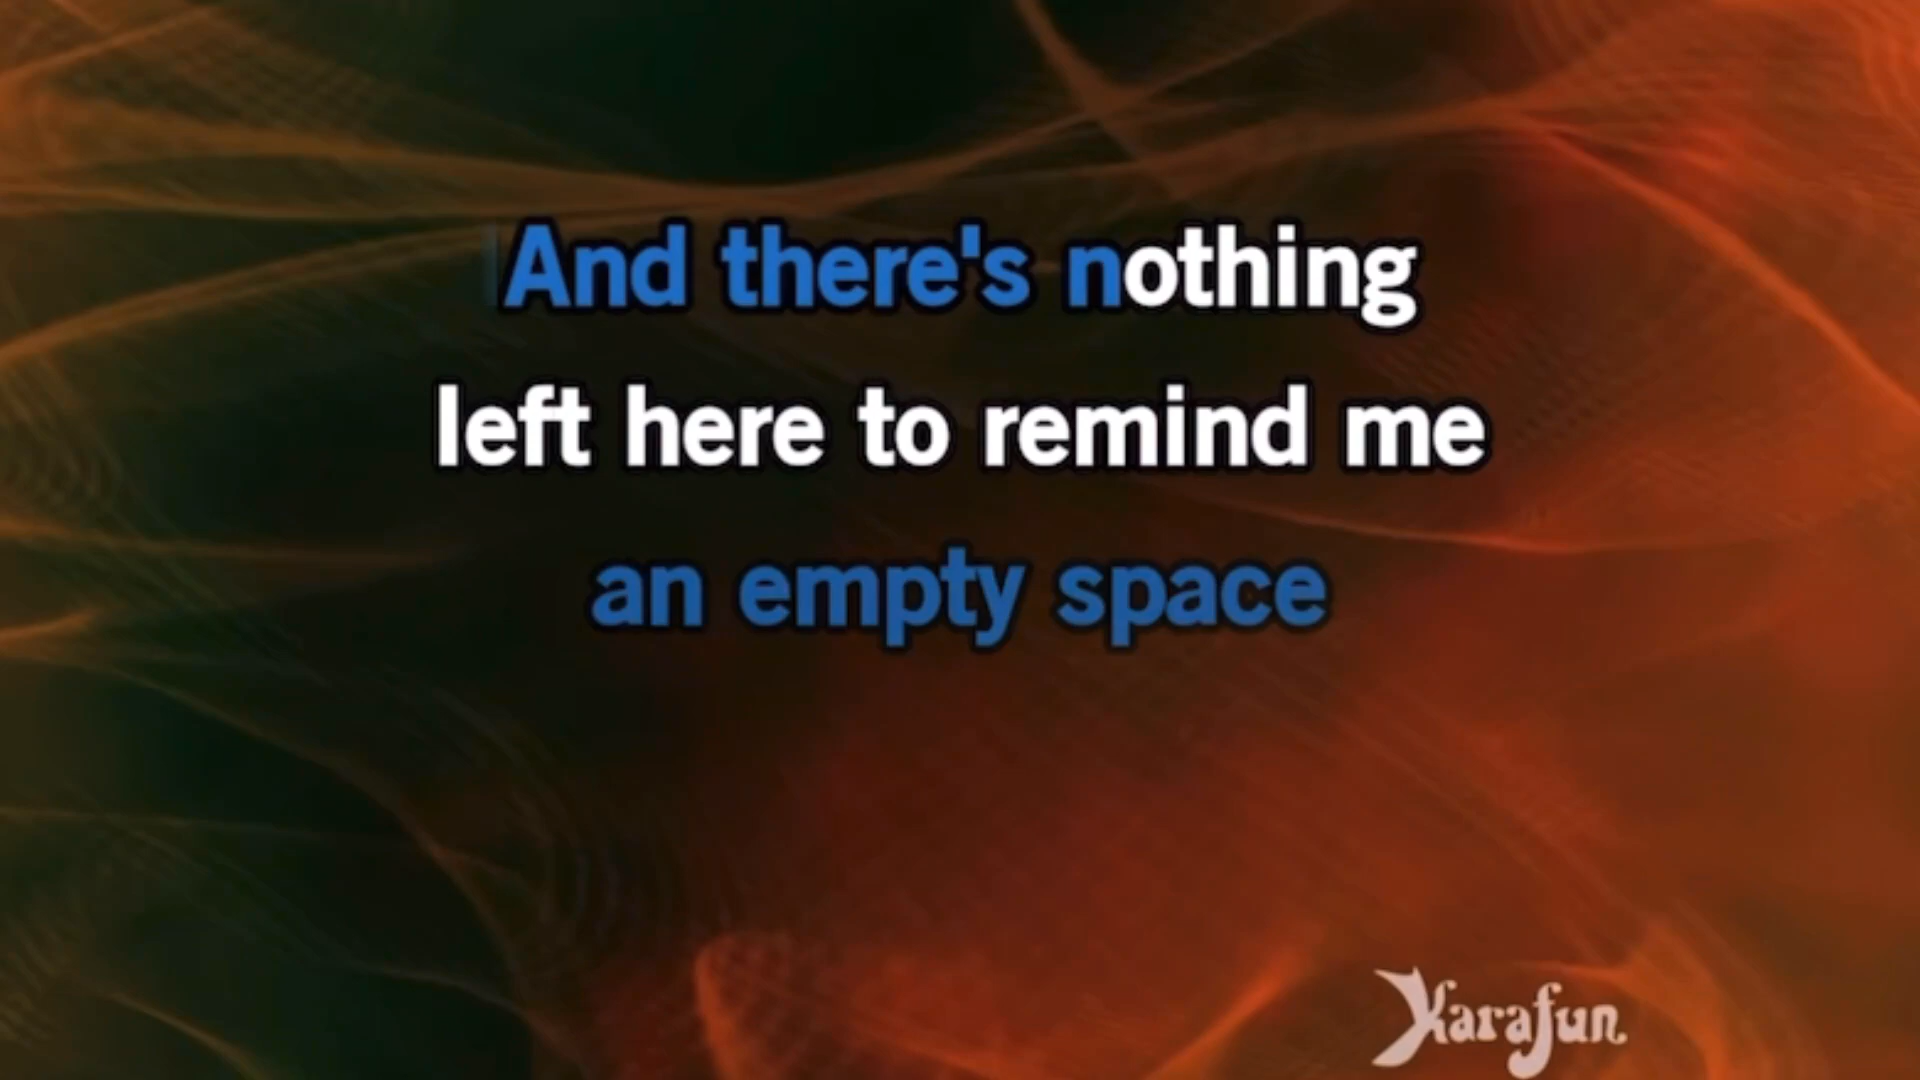 And there's nothing
left here to remind me
an empty space
Karafun